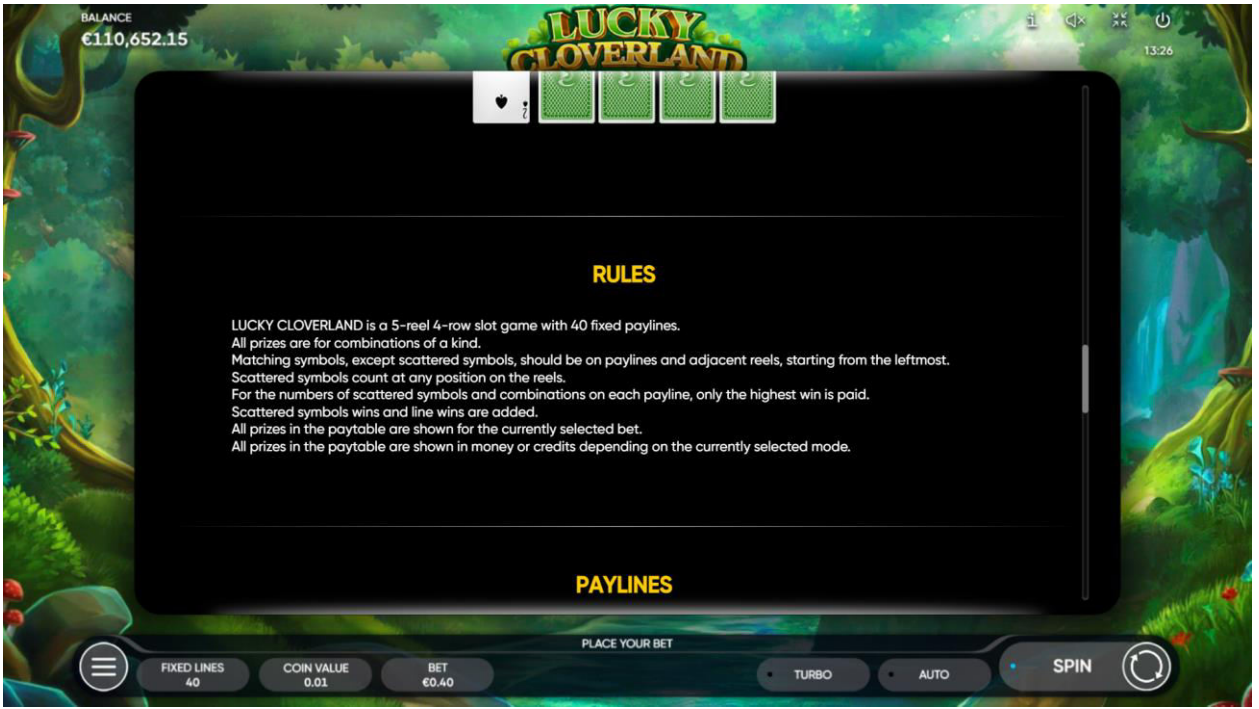 BALANCE
€110,652.15
LUCKY
CLOVERLAND
i
13:26
2
RULES
LUCKY CLOVERLAND is a 5-reel 4-row slot game with 40 fixed paylines.
All prizes are for combinations of a kind.
Matching symbols, except scattered symbols, should be on paylines and adjacent reels, starting from the leftmost.
Scattered symbols count at any position on the reels.
For the numbers of scattered symbols and combinations on each payline, only the highest win is paid.
Scattered symbols wins and line wins are added.
All prizes in the paytable are shown for the currently selected bet.
All prizes in the paytable are shown in money or credits depending on the currently selected mode.
PAYLINES
PLACE YOUR BET
FIXED LINES
40
COIN VALUE
0.01
BET
€0.40
TURBO
AUTO
SPIN